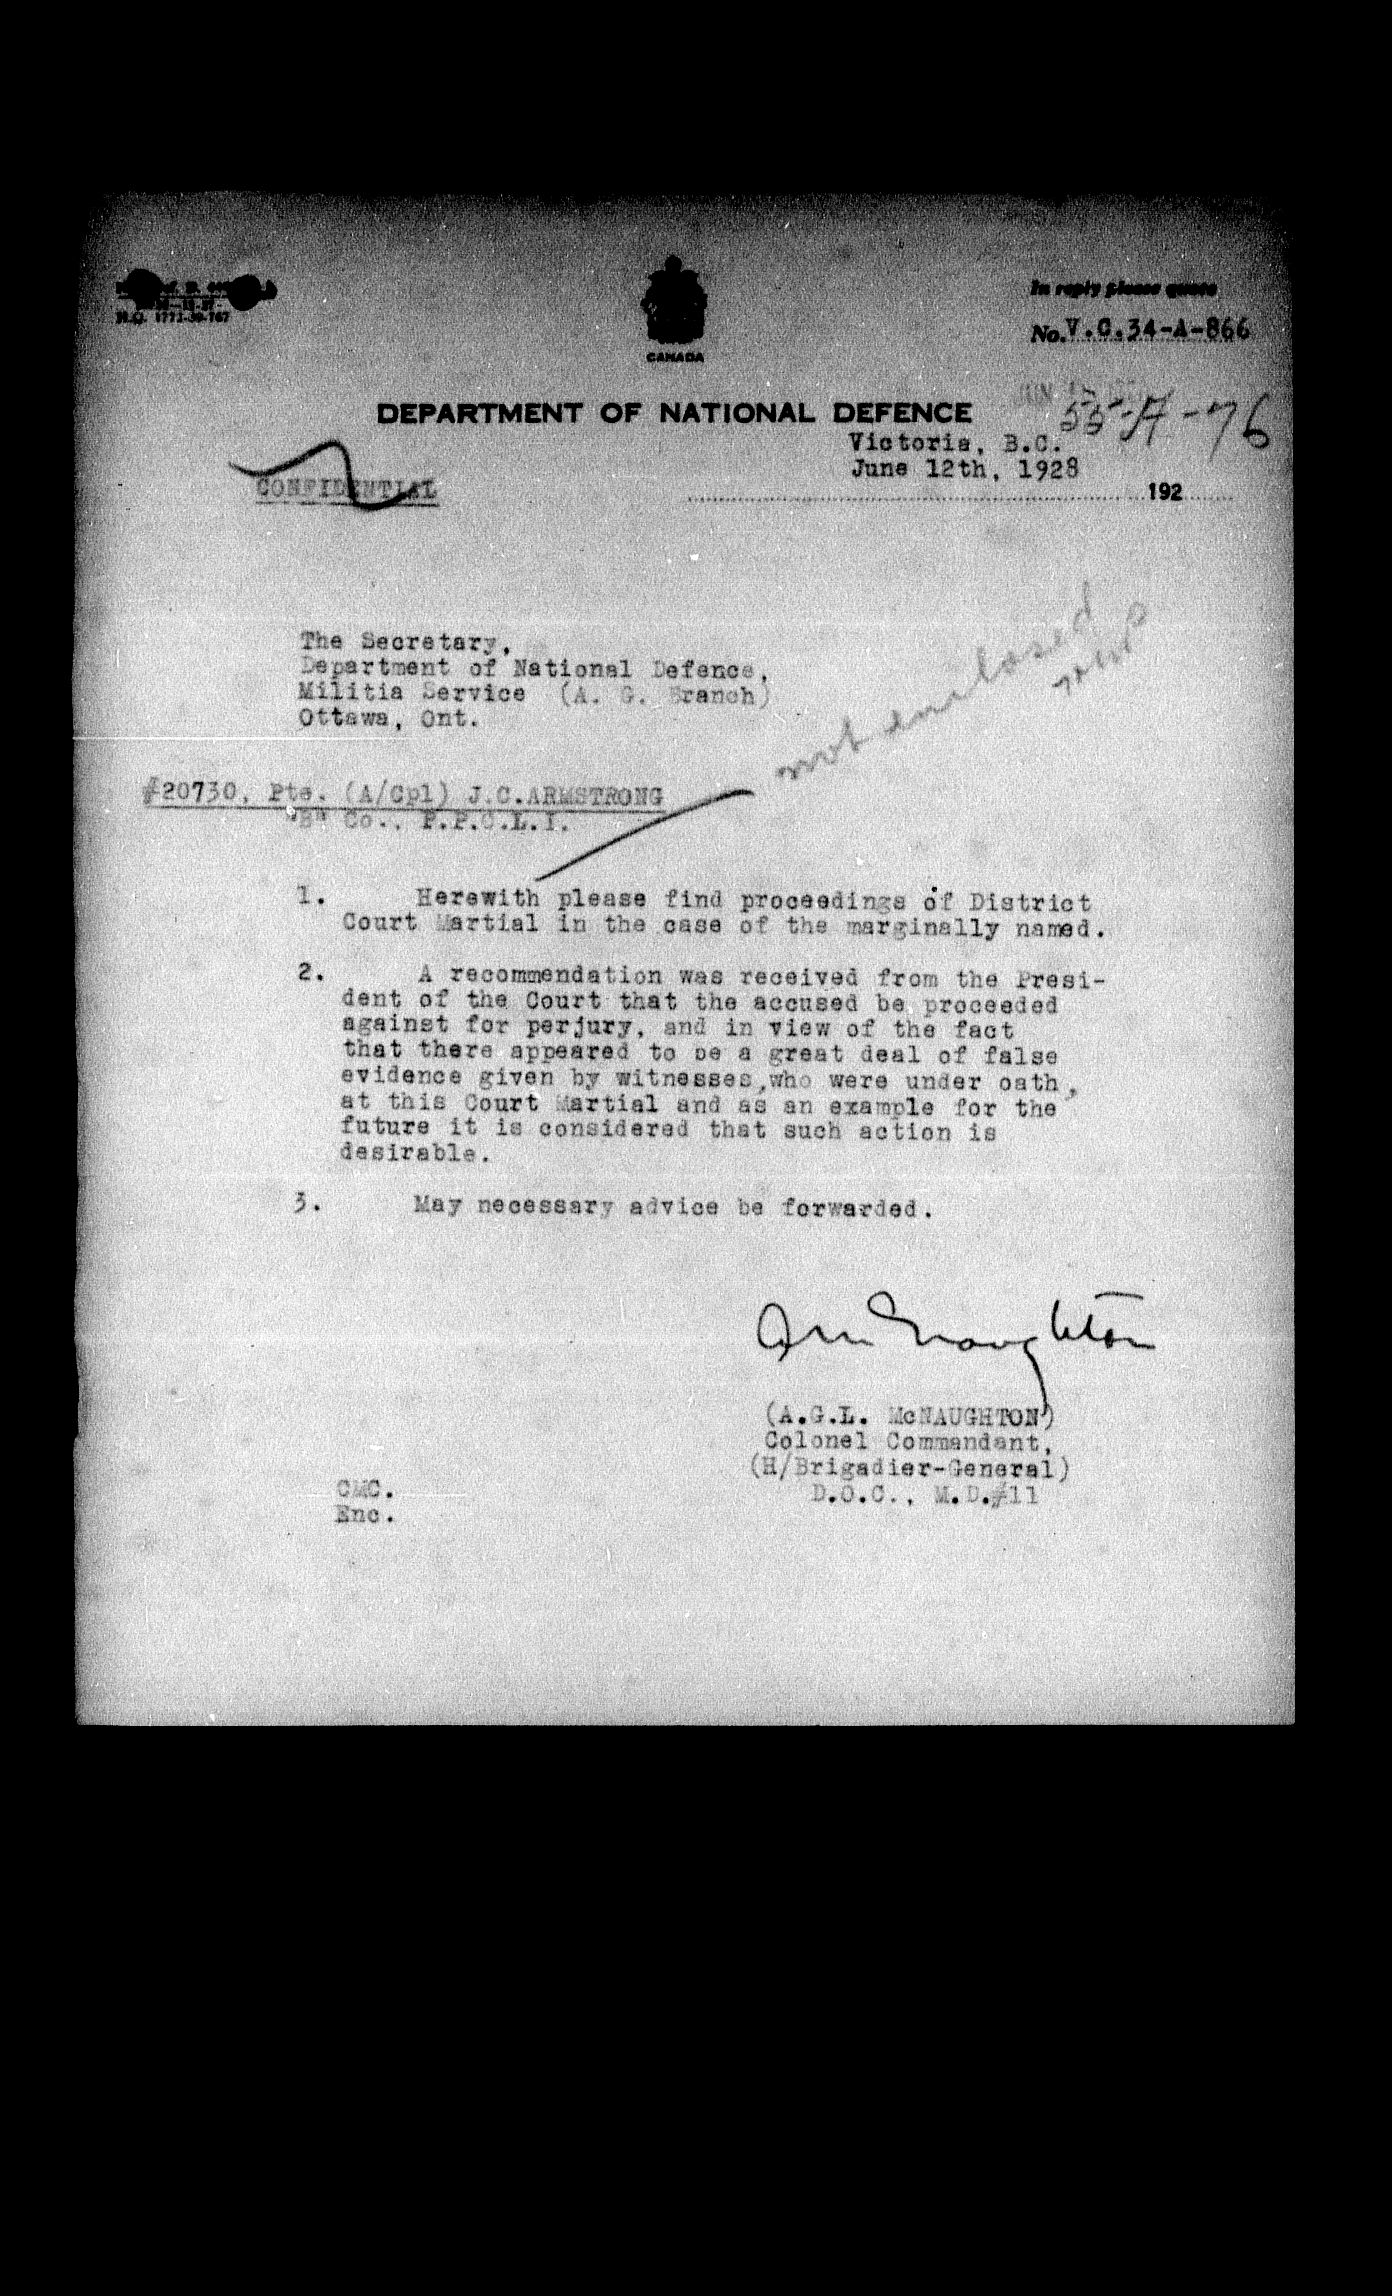 H.Q. 1772-39-767
CANADA
In reply please quote
No. V.C.34-A-866
DEPARTMENT OF NATIONAL DEFENCE
55-A-76
Victoria, B.C.
June 12th, 1928
192
CONFIDENTIAL
not enclosed
The Secretary,
Department of National Defence,
Militia Service (A. G. Branch)
Ottawa, Ont.
#20730, Pte. (A/Cpl) J.C.ARMSTRONG
"B" Co., P.P.C.L.I.
1. Herewith please find proceedings of District
Court Martial in the case of the marginally named.
2. A recommendation was received from the Presi-
dent of the Court that the accused be proceeded
against for perjury, and in view of the fact
that there appeared to be a great deal of false
evidence given by witnesses,who were under oath,
at this Court Martial and as an example for the
future it is considered that such action is
desirable.
3. May necessary advice be forwarded.
(A.G.L. McNAUGHTON)
Colonel Commandant,
(H/Brigadier-General)
D.O.C., M.D.#11
CMC.
Enc.